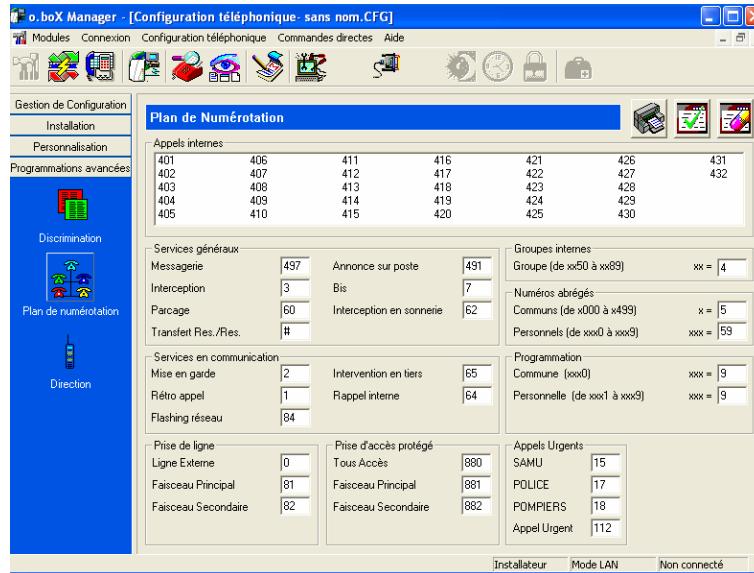 o.boX Manager - [Configuration téléphonique- sans nom.CFG]
Modules Connexion Configuration téléphonique Commandes directes Aide
Gestion de Configuration
Installation
Personnalisation
Programmations avancées
Discrimination
Plan de numérotation
Direction
Plan de Numérotation
Appels internes
401 406 411 416 421 426 431
402 407 412 417 422 427 432
403 408 413 418 423 428
404 409 414 419 424 429
405 410 415 420 425 430
Services généraux
Messagerie 497 Annonce sur poste 491
Interception 3 Bis 7
Parcage 60 Interception en sonnerie 62
Transfert Res./Res. #
Groupes internes
Groupe (de xx50 à xx89) xx = 4
Numéros abrégés
Communs (de x000 à x499) x = 5
Personnels (de xxx0 à xxx9) xxx = 59
Services en communication
Mise en garde 2 Intervention en tiers 65
Rétro appel 1 Rappel interne 64
Flashing réseau 84
Programmation
Commune (xxx0) xxx = 9
Personnelle (de xxx1 à xxx9) xxx = 9
Prise de ligne
Ligne Externe 0
Faisceau Principal 81
Faisceau Secondaire 82
Prise d'accès protégé
Tous Accès 880
Faisceau Principal 881
Faisceau Secondaire 882
Appels Urgents
SAMU 15
POLICE 17
POMPIERS 18
Appel Urgent 112
Installateur Mode LAN Non connecté